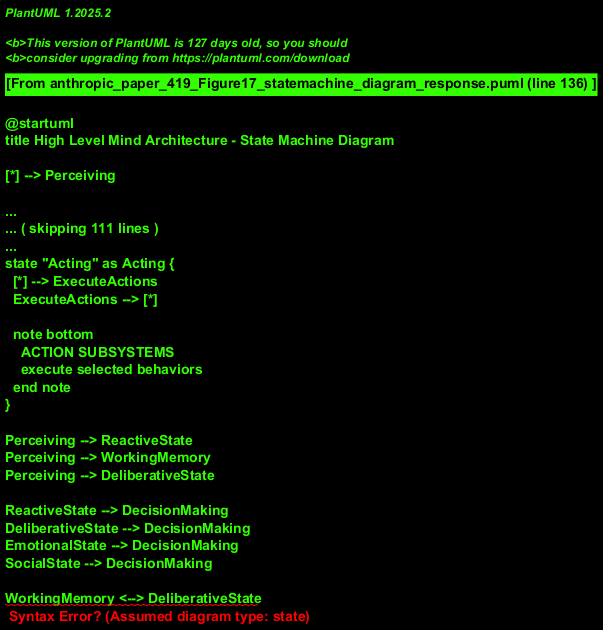 PlantUML 1.2025.2
<b>This version of PlantUML is 127 days old, so you should
<b>consider upgrading from https://plantuml.com/download
[From anthropic_paper_419_Figure17_statemachine_diagram_response.puml (line 136) ]
@startuml
title High Level Mind Architecture - State Machine Diagram
[*] --> Perceiving
...
... ( skipping 111 lines )
...
state "Acting" as Acting {
[*] --> ExecuteActions
ExecuteActions --> [*]
note bottom
ACTION SUBSYSTEMS
execute selected behaviors
end note
}
Perceiving --> ReactiveState
Perceiving --> WorkingMemory
Perceiving --> DeliberativeState
ReactiveState --> DecisionMaking
DeliberativeState --> DecisionMaking
EmotionalState --> DecisionMaking
SocialState --> DecisionMaking
WorkingMemory <--> DeliberativeState
Syntax Error? (Assumed diagram type: state)